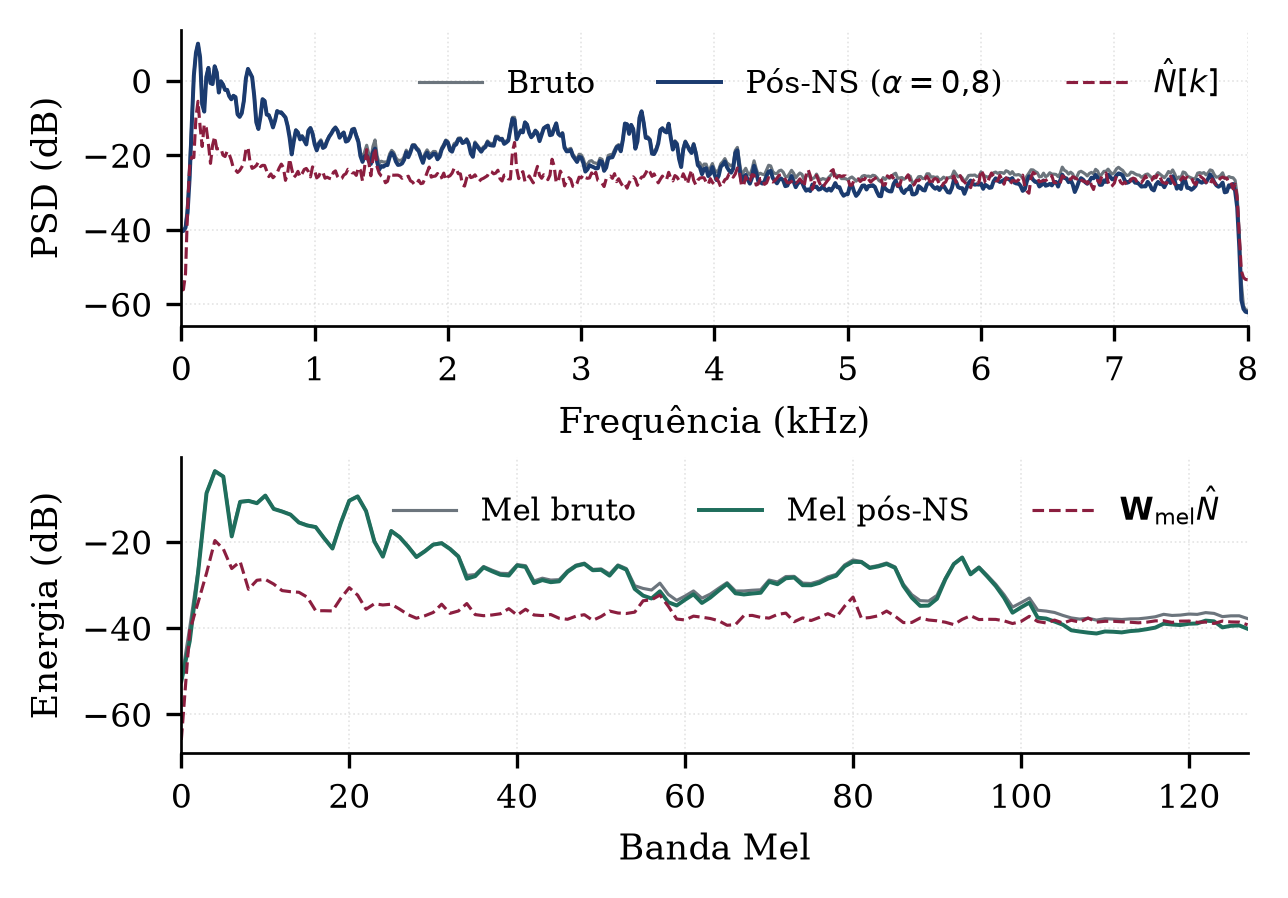 PSD (dB)
0
−20
−40
−60
Bruto
Pós-NS (α = 0,8)
N̂[k]
0 1 2 3 4 5 6 7 8
Frequência (kHz)
Energia (dB)
−20
−40
−60
Mel bruto
Mel pós-NS
W_mel N̂
0 20 40 60 80 100 120
Banda Mel